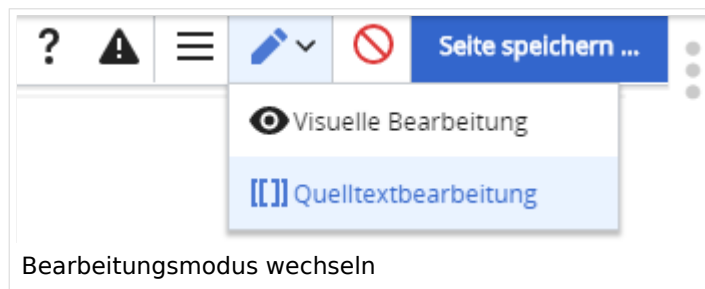 ? Seite speichern ...
Visuelle Bearbeitung
[[ ]] Quelltextbearbeitung
Bearbeitungsmodus wechseln